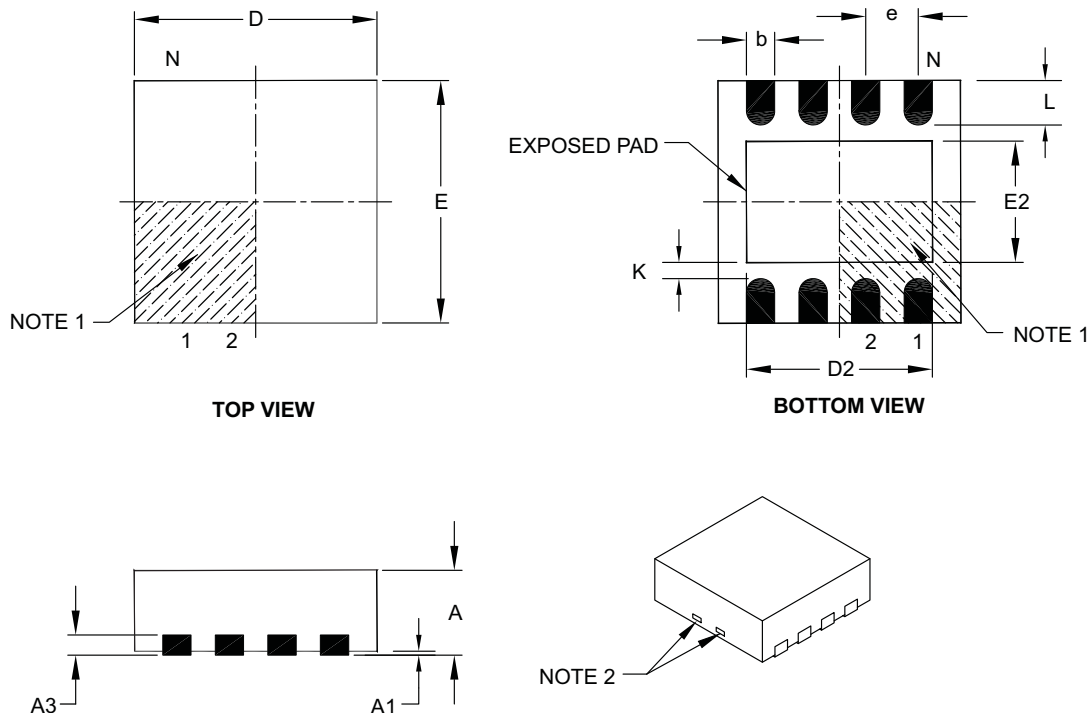 D
N
E
NOTE 1
1 2
TOP VIEW
e
b
N
L
EXPOSED PAD
E2
K
2 1
NOTE 1
D2
BOTTOM VIEW
A
A3
A1
NOTE 2